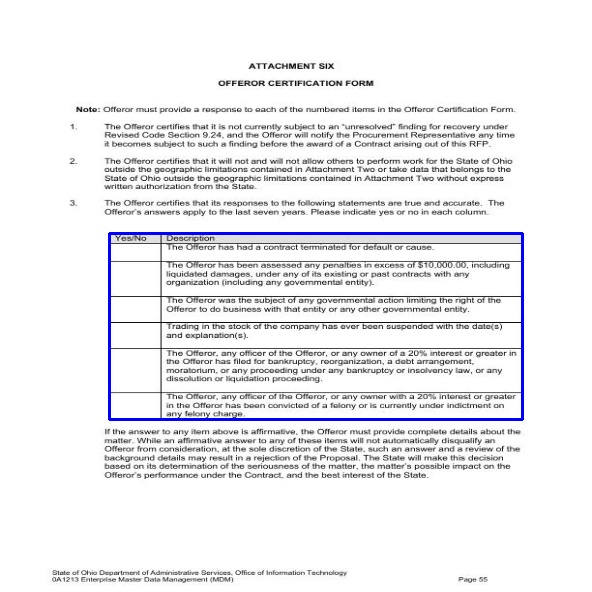 ATTACHMENT SIX
OFFEROR CERTIFICATION FORM
Note: Offeror must provide a response to each of the numbered items in the Offeror Certification Form.
1. The Offeror certifies that it is not currently subject to an “unresolved” finding for recovery under
Revised Code Section 9.24, and the Offeror will notify the Procurement Representative any time
it becomes subject to such a finding before the award of a Contract arising out of this RFP.
2. The Offeror certifies that it will not and will not allow others to perform work for the State of Ohio
outside the geographic limitations contained in Attachment Two or take data that belongs to the
State of Ohio outside the geographic limitations contained in Attachment Two without express
written authorization from the State.
3. The Offeror certifies that its responses to the following statements are true and accurate. The
Offeror’s answers apply to the last seven years. Please indicate yes or no in each column.
Yes/No Description
The Offeror has had a contract terminated for default or cause.
The Offeror has been assessed any penalties in excess of $10,000.00, including
liquidated damages, under any of its existing or past contracts with any
organization (including any governmental entity).
The Offeror was the subject of any governmental action limiting the right of the
Offeror to do business with that entity or any other governmental entity.
Trading in the stock of the company has ever been suspended with the date(s)
and explanation(s).
The Offeror, any officer of the Offeror, or any owner of a 20% interest or greater in
the Offeror has filed for bankruptcy, reorganization, a debt arrangement,
moratorium, or any proceeding under any bankruptcy or insolvency law, or any
dissolution or liquidation proceeding.
The Offeror, any officer of the Offeror, or any owner with a 20% interest or greater
in the Offeror has been convicted of a felony or is currently under indictment on
any felony charge.
If the answer to any item above is affirmative, the Offeror must provide complete details about the
matter. While an affirmative answer to any of these items will not automatically disqualify an
Offeror from consideration, at the sole discretion of the State, such an answer and a review of the
background details may result in a rejection of the Proposal. The State will make this decision
based on its determination of the seriousness of the matter, the matter’s possible impact on the
Offeror’s performance under the Contract, and the best interest of the State.
State of Ohio Department of Administrative Services, Office of Information Technology
0A1213 Enterprise Master Data Management (MDM) Page 55